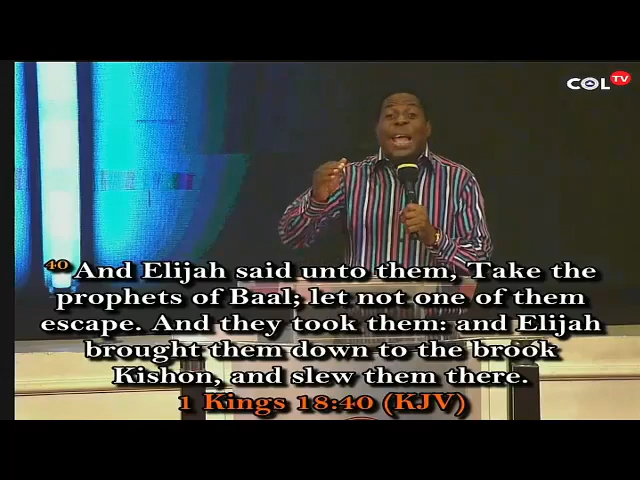 COL TV
40 And Elijah said unto them, Take the
prophets of Baal; let not one of them
escape. And they took them: and Elijah
brought them down to the brook
Kishon, and slew them there.
1 Kings 18:40 (KJV)